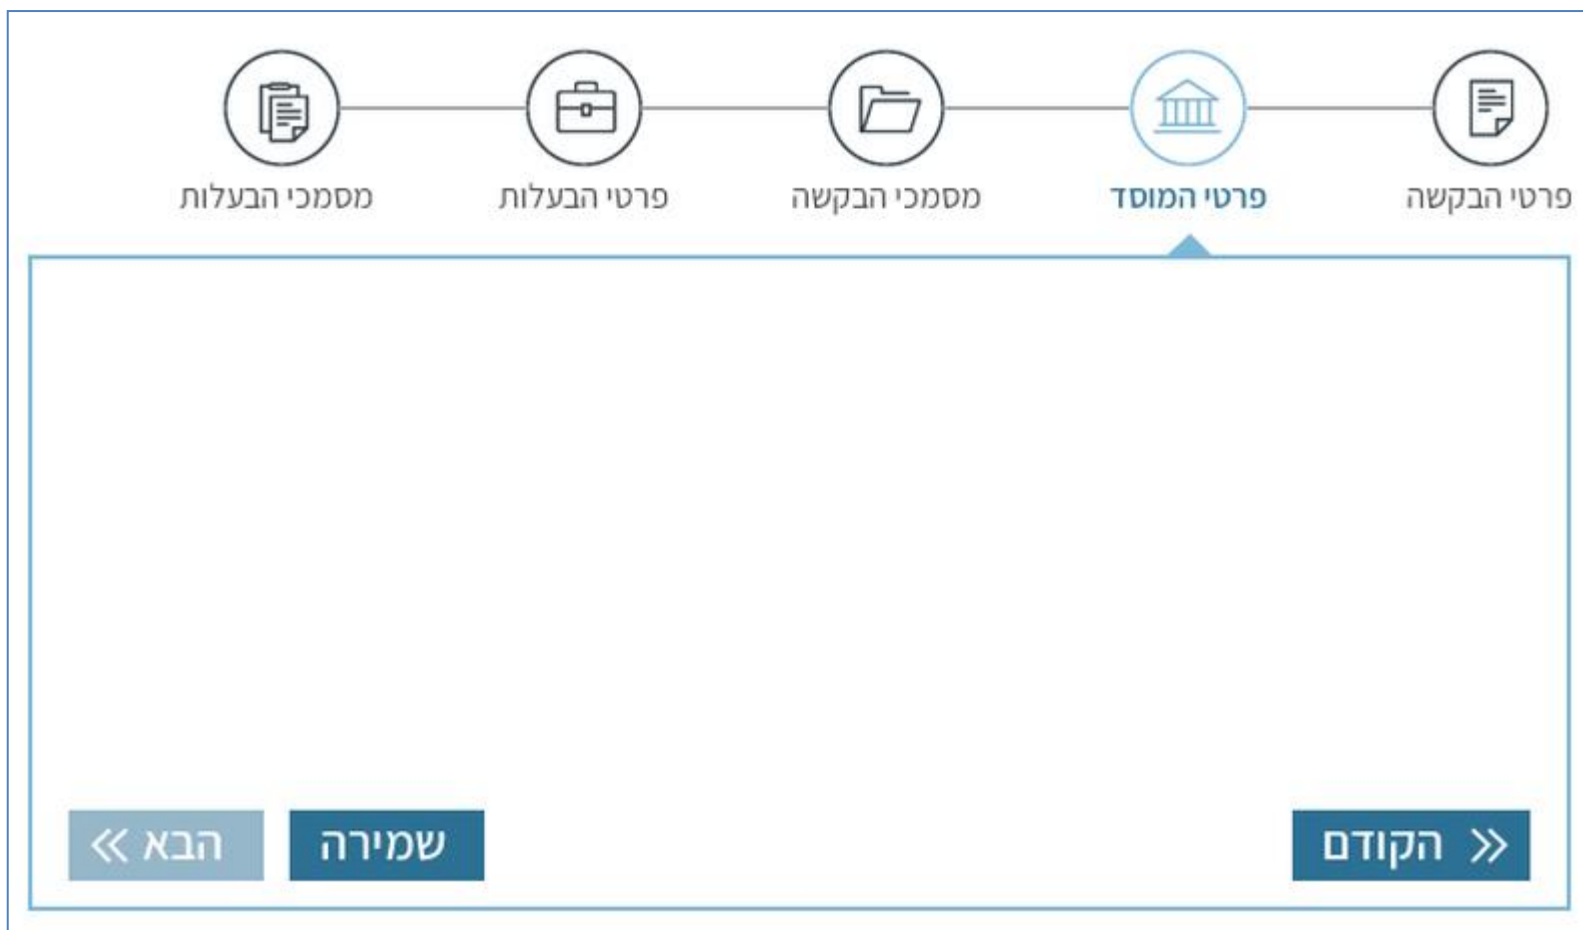 פרטי הבקשה
פרטי המוסד
מסמכי הבקשה
פרטי הבעלות
מסמכי הבעלות
הקודם
שמירה
הבא